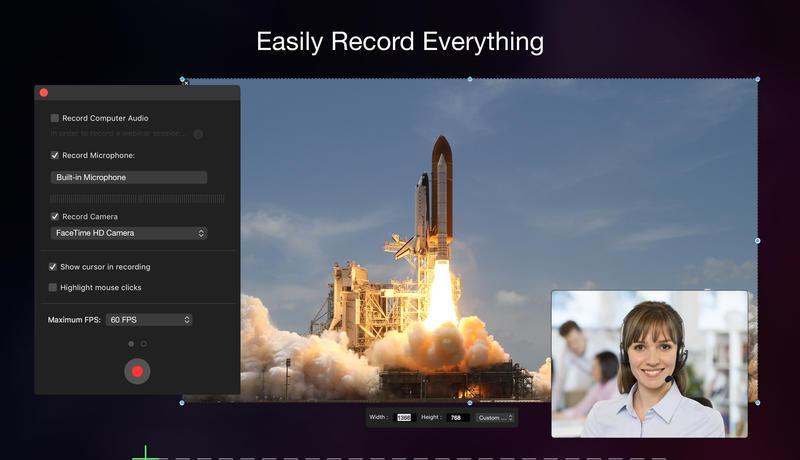 Easily Record Everything
Record Computer Audio
In order to record a webinar session...
Record Microphone:
Built-in Microphone
Record Camera
FaceTime HD Camera
Show cursor in recording
Highlight mouse clicks
Maximum FPS: 60 FPS
Width : Height : 768 Custom ...